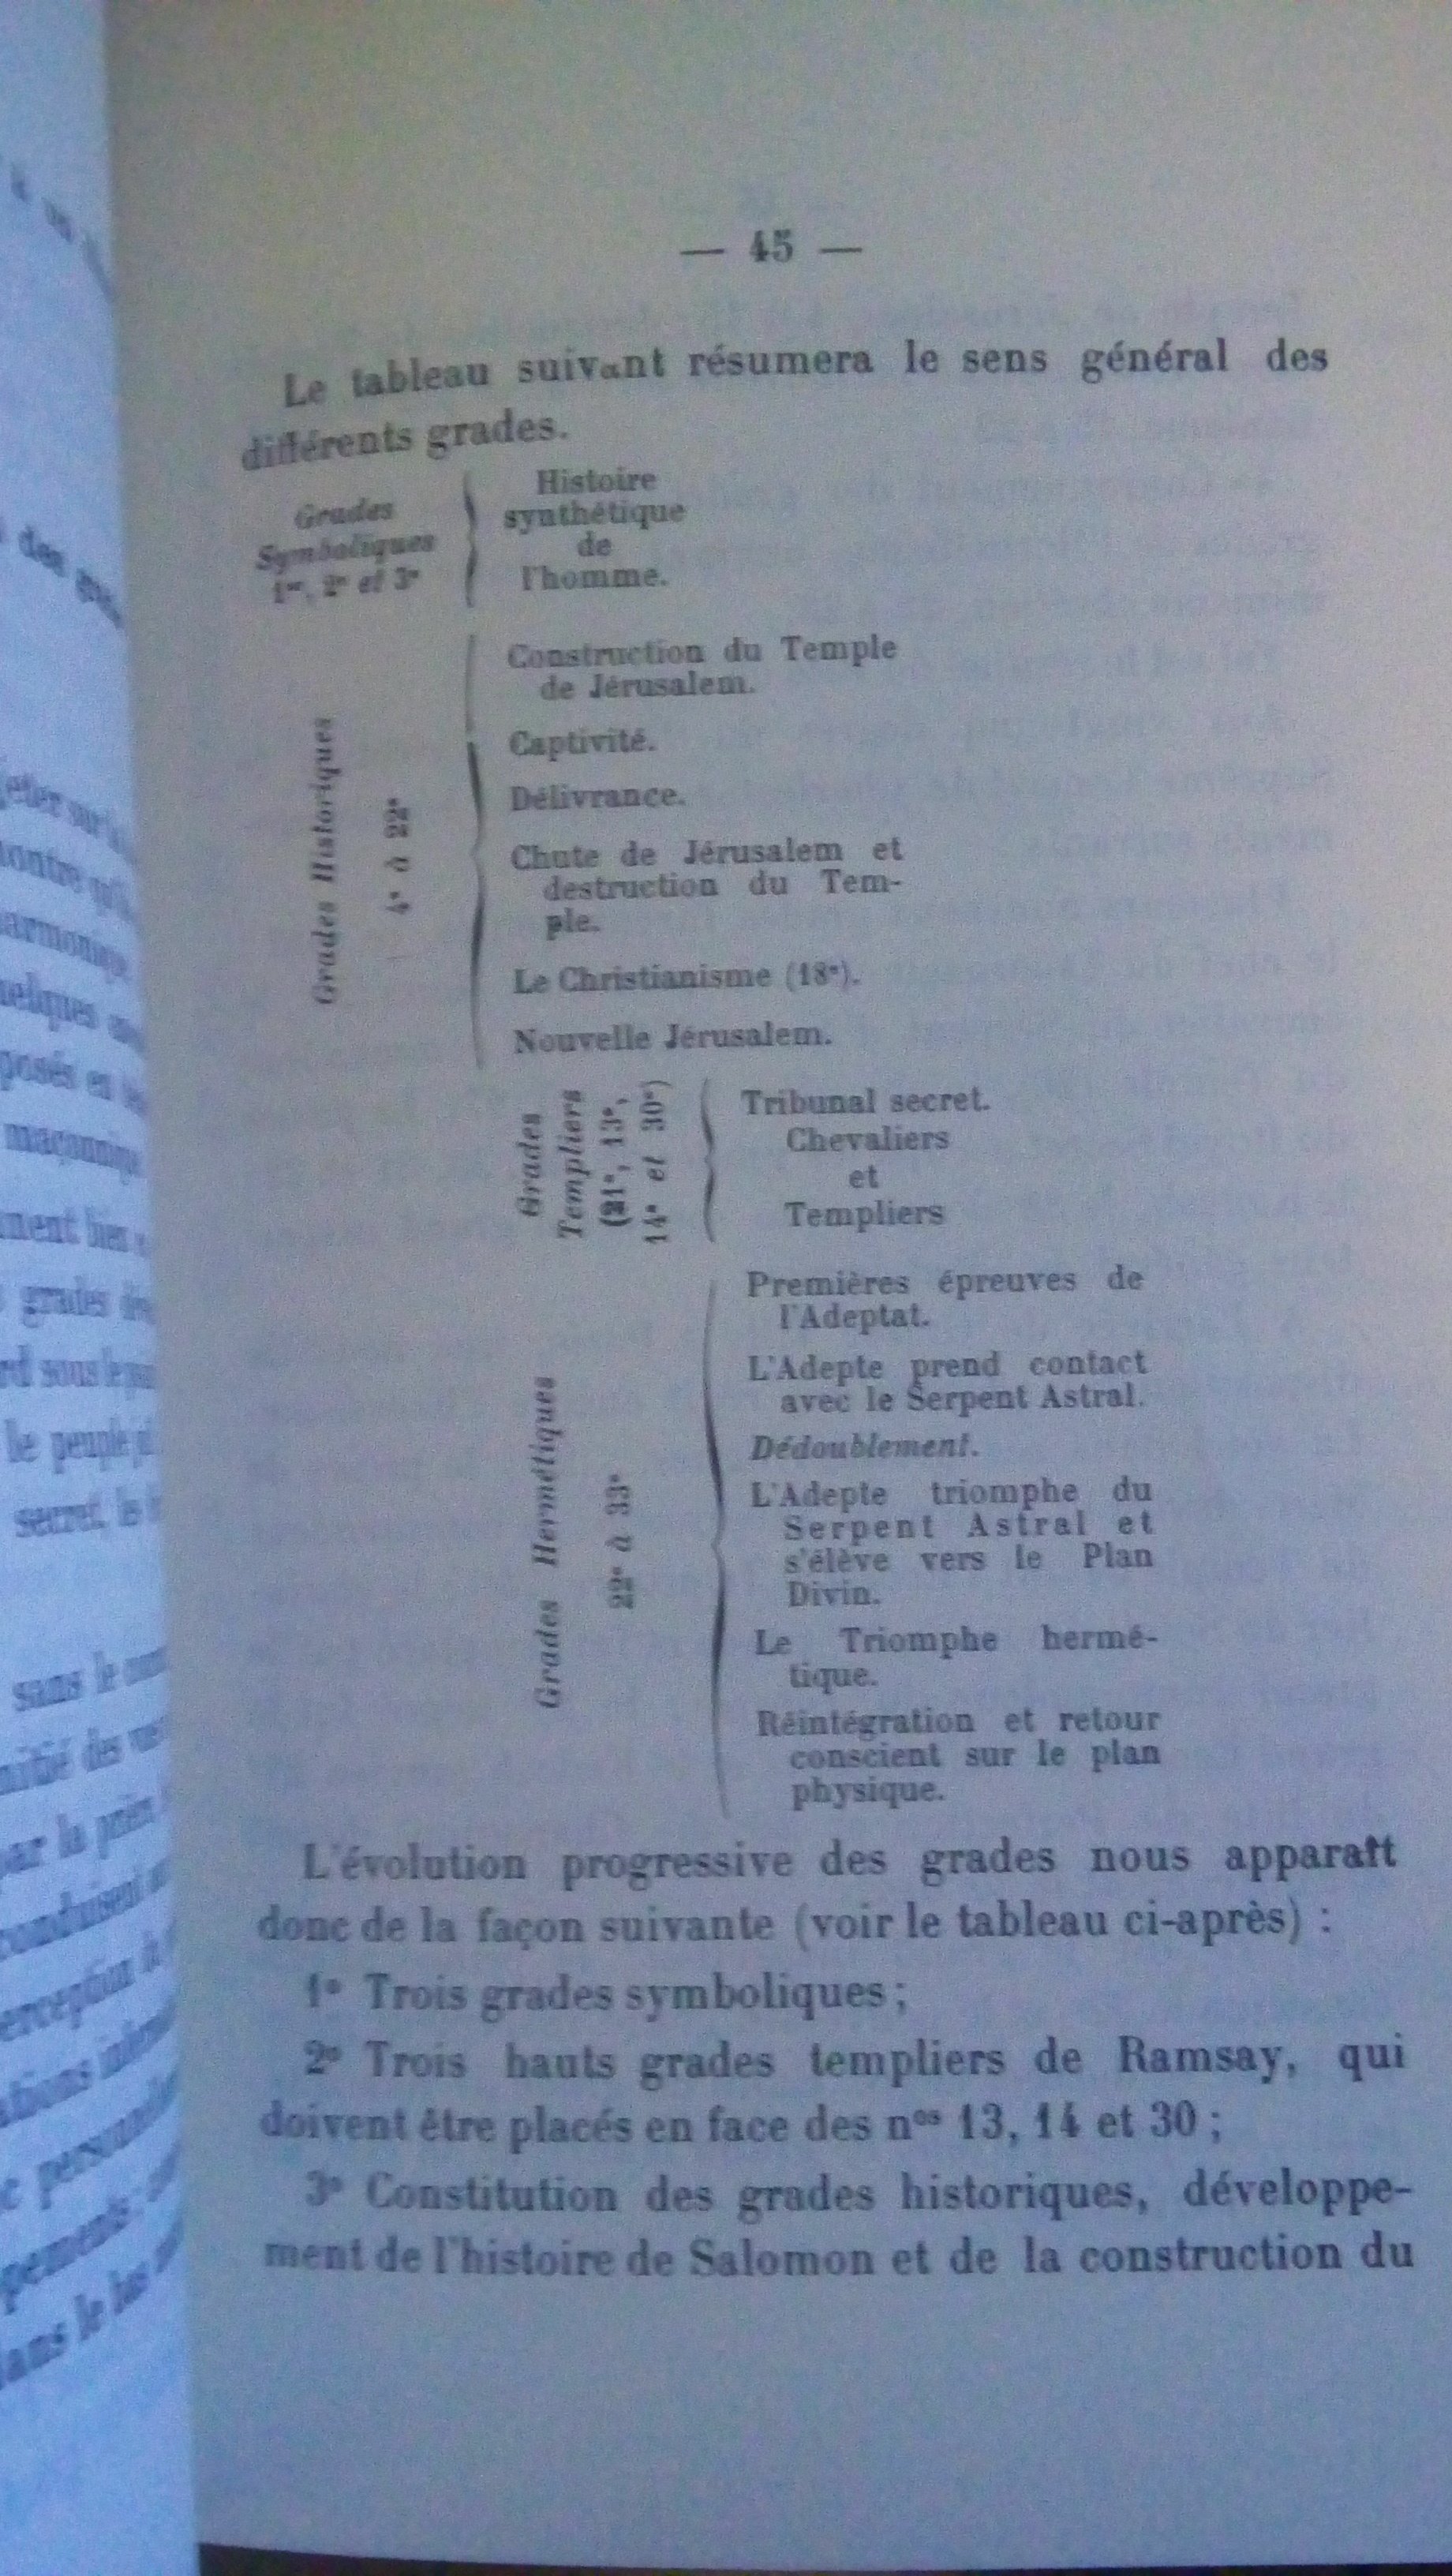 — 45 —
Le tableau suivant résumera le sens général des
différents grades.
Grades
Symboliques
1er, 2e et 3e
Histoire
synthétique
de
l'homme.
Grades Historiques
4e à 22e
Construction du Temple
de Jérusalem.
Captivité.
Délivrance.
Chute de Jérusalem et
destruction du Tem-
ple.
Le Christianisme (18e).
Nouvelle Jérusalem.
Grades
Templiers
(21e, 13e,
14e et 30e)
Tribunal secret.
Chevaliers
et
Templiers
Grades Hermétiques
22e à 33e
Premières épreuves de
l'Adeptat.
L'Adepte prend contact
avec le Serpent Astral.
Dédoublement.
L'Adepte triomphe du
Serpent Astral et
s'élève vers le Plan
Divin.
Le Triomphe hermé-
tique.
Réintégration et retour
conscient sur le plan
physique.
L'évolution progressive des grades nous apparaît
donc de la façon suivante (voir le tableau ci-après) :
1o Trois grades symboliques ;
2o Trois hauts grades templiers de Ramsay, qui
doivent être placés en face des nos 13, 14 et 30 ;
3o Constitution des grades historiques, développe-
ment de l'histoire de Salomon et de la construction du